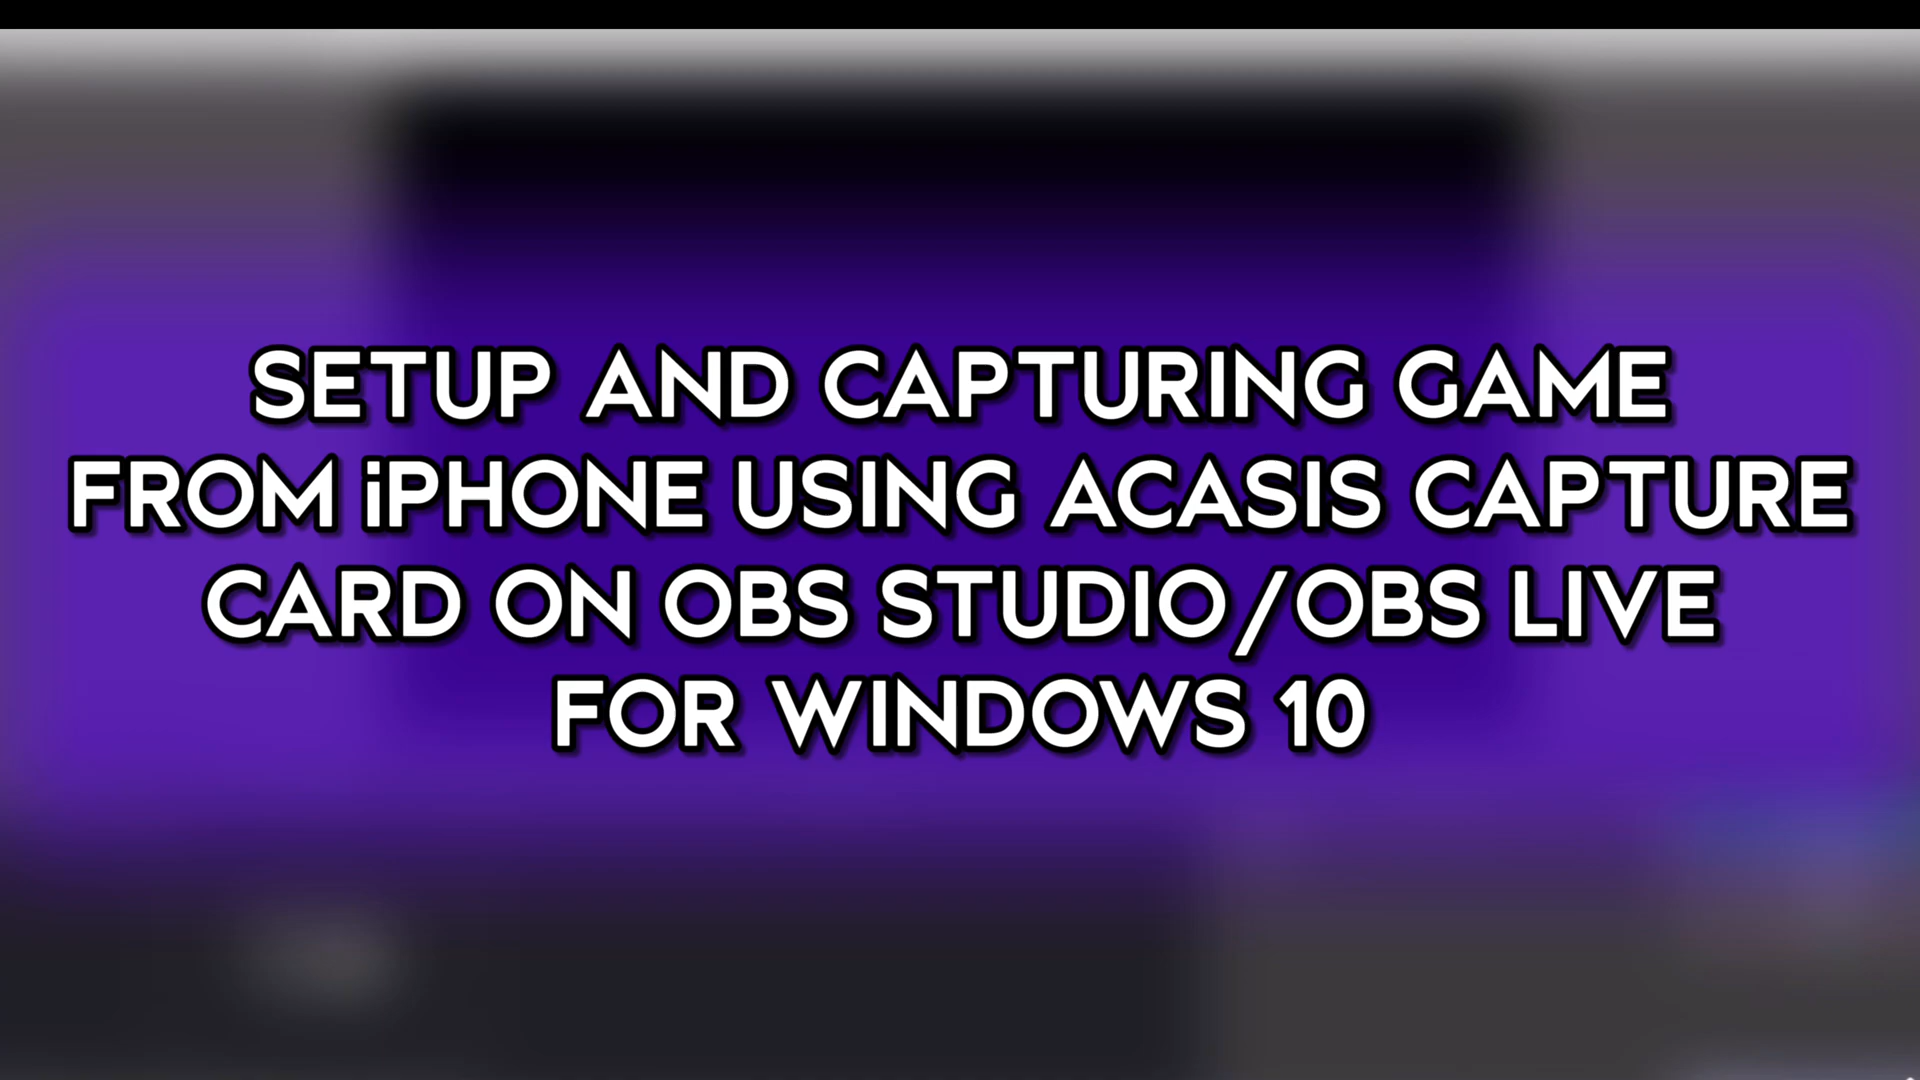 SETUP AND CAPTURING GAME
FROM iPHONE USING ACASIS CAPTURE
CARD ON OBS STUDIO/OBS LIVE
FOR WINDOWS 10